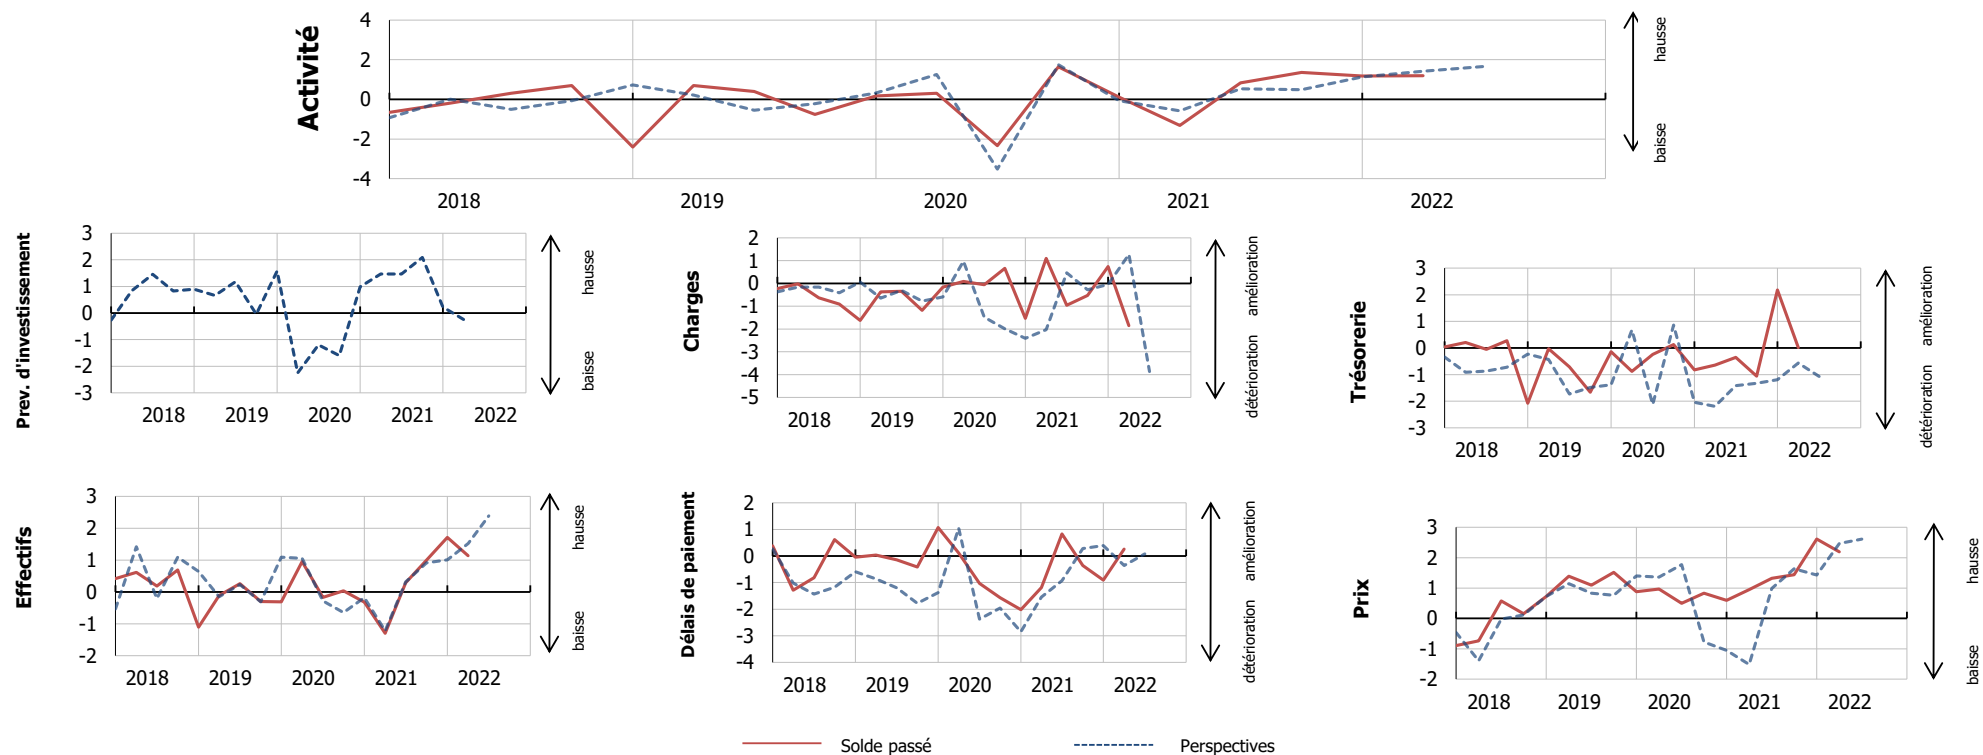 Activité
4
2
0
-2
-4
2018 2019 2020 2021 2022
hausse
baisse
Prev. d'investissement
3
2
1
0
-1
-2
-3
2018 2019 2020 2021 2022
hausse
baisse
Charges
2
1
0
-1
-2
-3
-4
-5
2018 2019 2020 2021 2022
amélioration
détérioration
Trésorerie
3
2
1
0
-1
-2
-3
2018 2019 2020 2021 2022
amélioration
détérioration
Effectifs
3
2
1
0
-1
-2
2018 2019 2020 2021 2022
hausse
baisse
Délais de paiement
2
1
0
-1
-2
-3
-4
2018 2019 2020 2021 2022
amélioration
détérioration
Prix
3
2
1
0
-1
-2
2018 2019 2020 2021 2022
hausse
baisse
Solde passé Perspectives